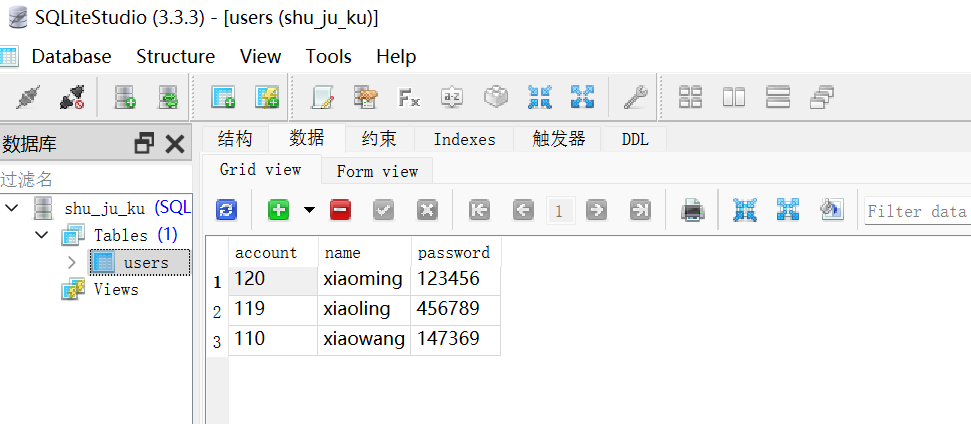 SQLiteStudio (3.3.3) - [users (shu_ju_ku)]
Database Structure View Tools Help
数据库
过滤名
shu_ju_ku (SQL
Tables (1)
users
Views
结构 数据 约束 Indexes 触发器 DDL
Grid view Form view
1 Filter data
account name password
1 120 xiaoming 123456
2 119 xiaoling 456789
3 110 xiaowang 147369